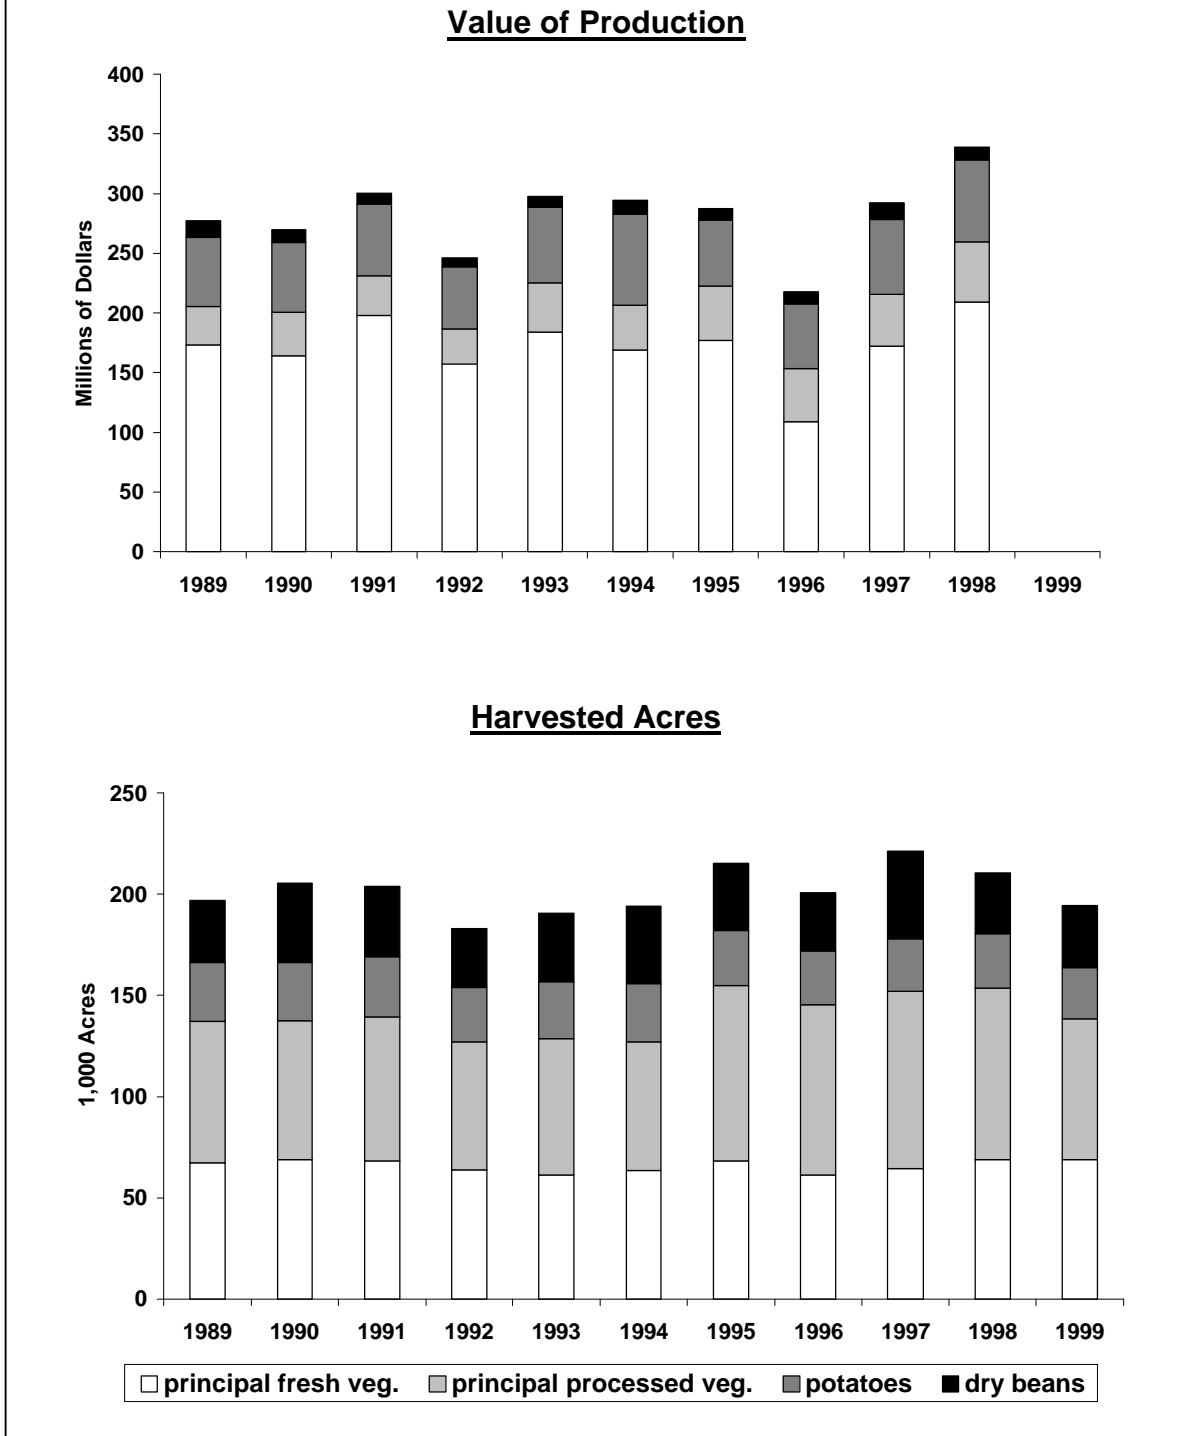 Value of Production
400
350
300
250
200
150
100
50
0
Millions of Dollars
1989 1990 1991 1992 1993 1994 1995 1996 1997 1998 1999
Harvested Acres
250
200
150
100
50
0
1,000 Acres
1989 1990 1991 1992 1993 1994 1995 1996 1997 1998 1999
principal fresh veg. principal processed veg. potatoes dry beans